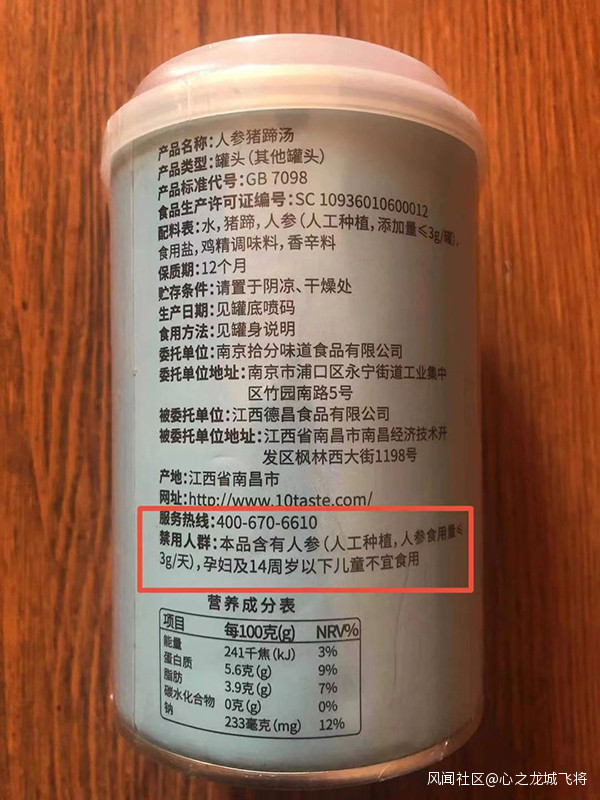 产品名称:人参猪蹄汤
产品类型:罐头(其他罐头)
产品标准代号:GB 7098
食品生产许可证编号:SC 10936010600012
配料表:水,猪蹄,人参(人工种植,添加量≤3g/罐),
食用盐,鸡精调味料,香辛料
保质期:12个月
贮存条件:请置于阴凉、干燥处
生产日期:见罐底喷码
食用方法:见罐身说明
委托单位:南京拾分味道食品有限公司
委托单位地址:南京市浦口区永宁街道工业集中
区竹园南路5号
被委托单位:江西德昌食品有限公司
被委托单位地址:江西省南昌市南昌经济技术开
发区枫林西大街1198号
产地:江西省南昌市
网址:http://www.10taste.com/
服务热线:400-670-6610
禁用人群:本品含有人参(人工种植,人参食用量≤
3g/天),孕妇及14周岁以下儿童不宜食用
营养成分表
项目 每100克(g) NRV%
能量 241千焦(kJ) 3%
蛋白质 5.6克(g) 9%
脂肪 3.9克(g) 7%
碳水化合物 0克(g) 0%
钠 233毫克(mg) 12%
风闻社区@心之龙城飞将